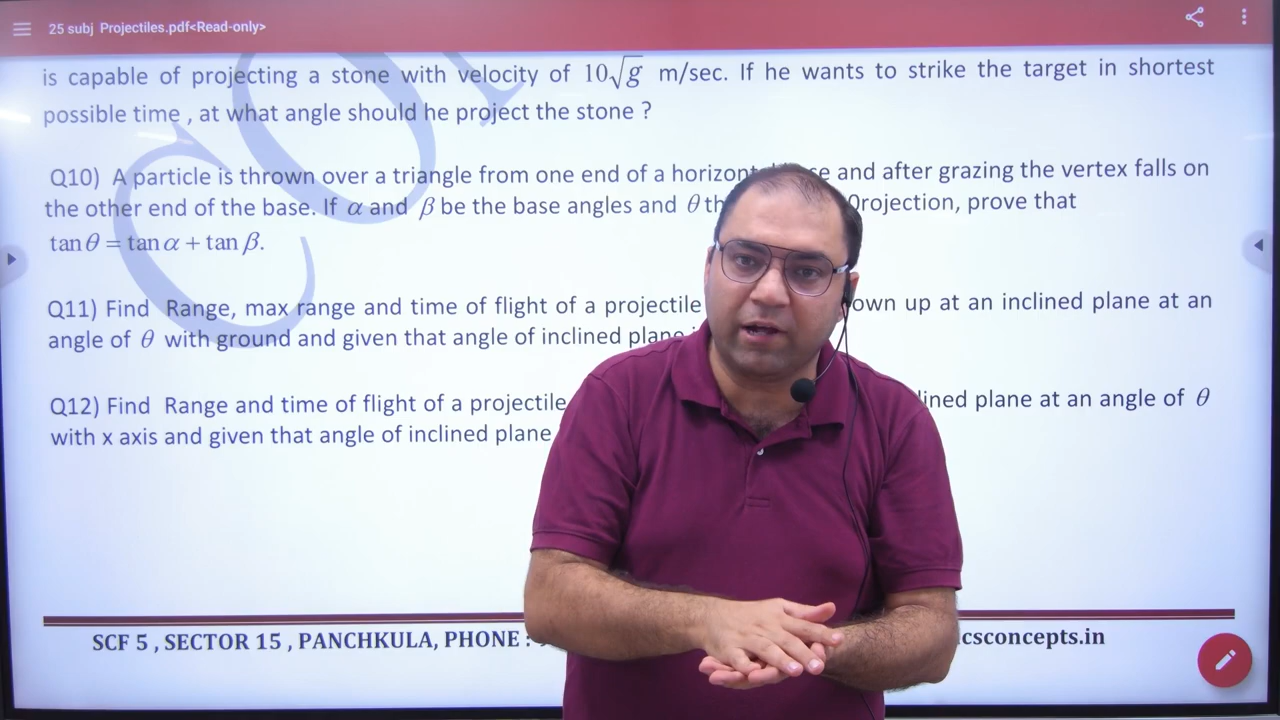 25 subj Projectiles.pdf<Read-only>
is capable of projecting a stone with velocity of 10√g m/sec. If he wants to strike the target in shortest
possible time , at what angle should he project the stone ?
Q10) A particle is thrown over a triangle from one end of a horizont and after grazing the vertex falls on
the other end of the base. If α and β be the base angles and θ th 0rojection, prove that
tan θ = tan α + tan β.
Q11) Find Range, max range and time of flight of a projectile own up at an inclined plane at an
angle of θ with ground and given that angle of inclined plane
Q12) Find Range and time of flight of a projectile lined plane at an angle of θ
with x axis and given that angle of inclined plane
SCF 5 , SECTOR 15 , PANCHKULA, PHONE : csconcepts.in